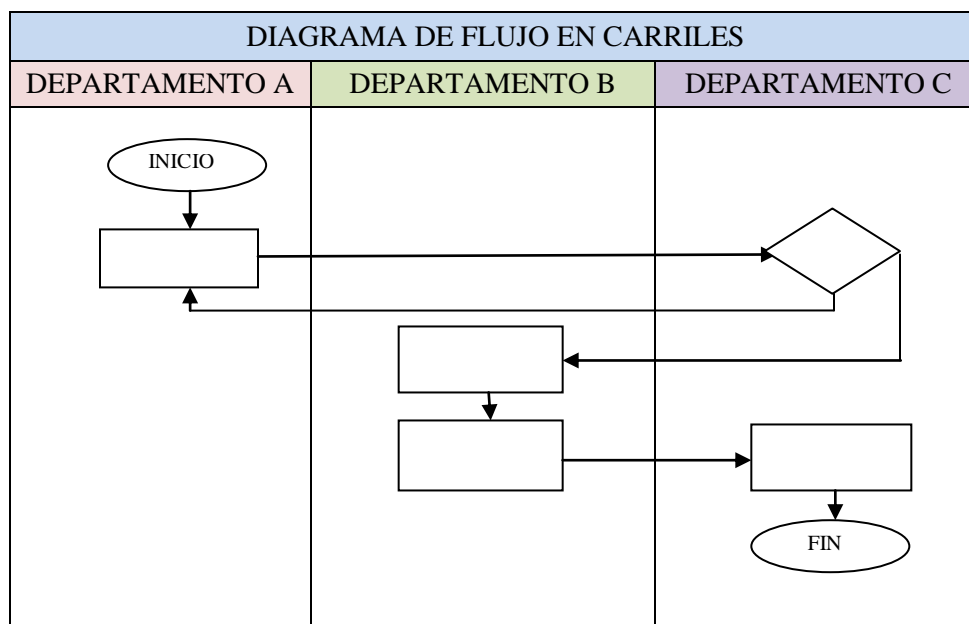 DIAGRAMA DE FLUJO EN CARRILES
DEPARTAMENTO A
DEPARTAMENTO B
DEPARTAMENTO C
INICIO
FIN